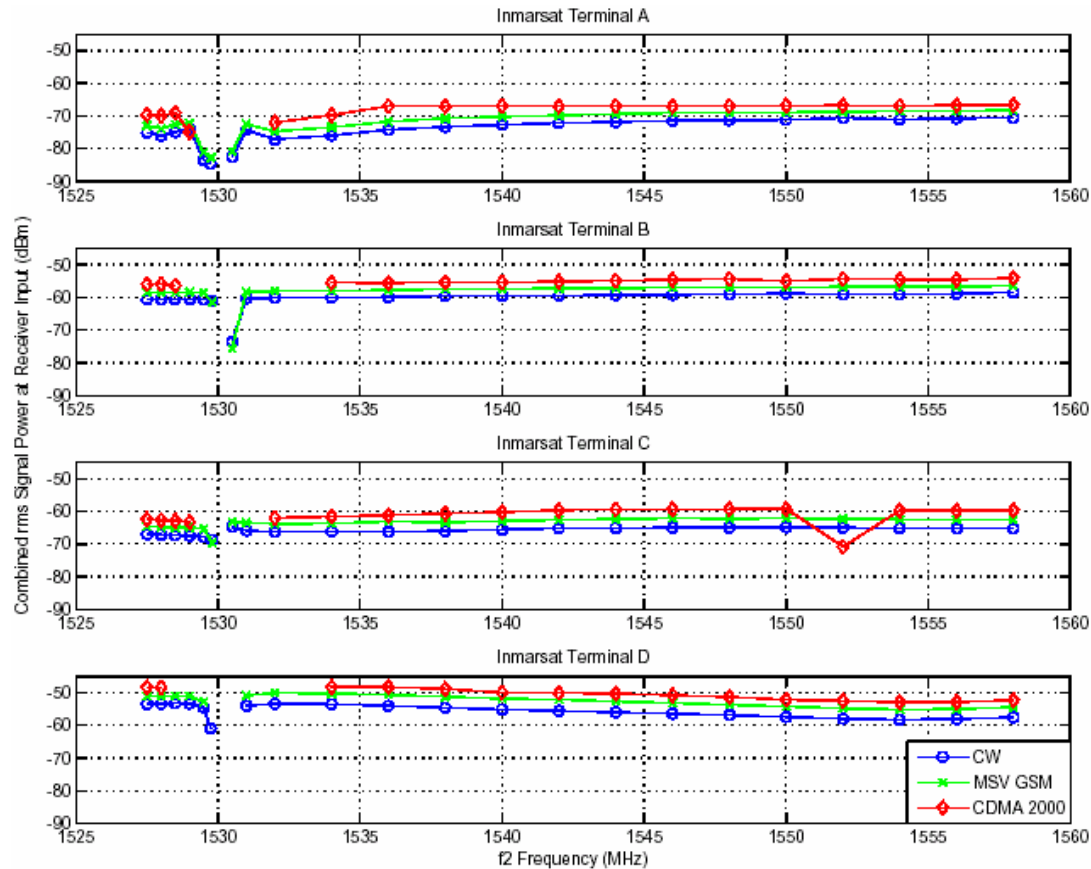 Inmarsat Terminal A
-50
-60
-70
-80
-90
1525 1530 1535 1540 1545 1550 1555 1560
Inmarsat Terminal B
-50
-60
-70
-80
-90
1525 1530 1535 1540 1545 1550 1555 1560
Inmarsat Terminal C
-50
-60
-70
-80
-90
1525 1530 1535 1540 1545 1550 1555 1560
Inmarsat Terminal D
-50
-60
-70
-80
-90
1525 1530 1535 1540 1545 1550 1555 1560
CW
MSV GSM
CDMA 2000
f2 Frequency (MHz)
Combined rms Signal Power at Receiver Input (dBm)